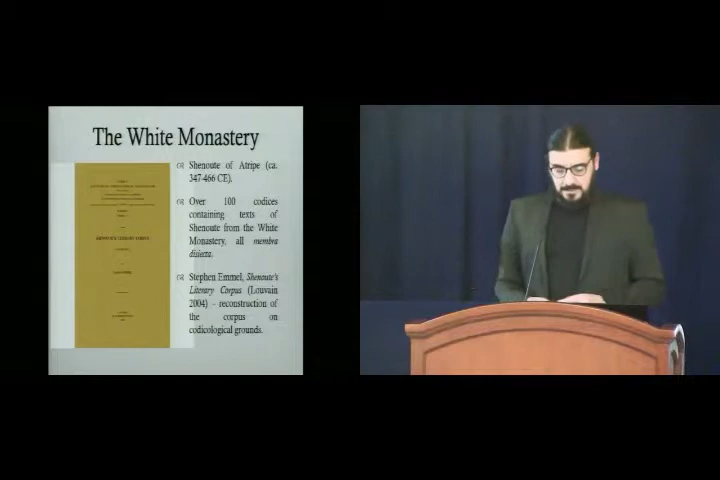 The White Monastery
Shenoute of Atripe (ca.
347-466 CE).
Over 100 codices
containing texts of
Shenoute from the White
Monastery, all membra
disiecta.
Stephen Emmel, Shenoute's
Literary Corpus (Louvain
2004) – reconstruction of
the corpus on
codicological grounds.